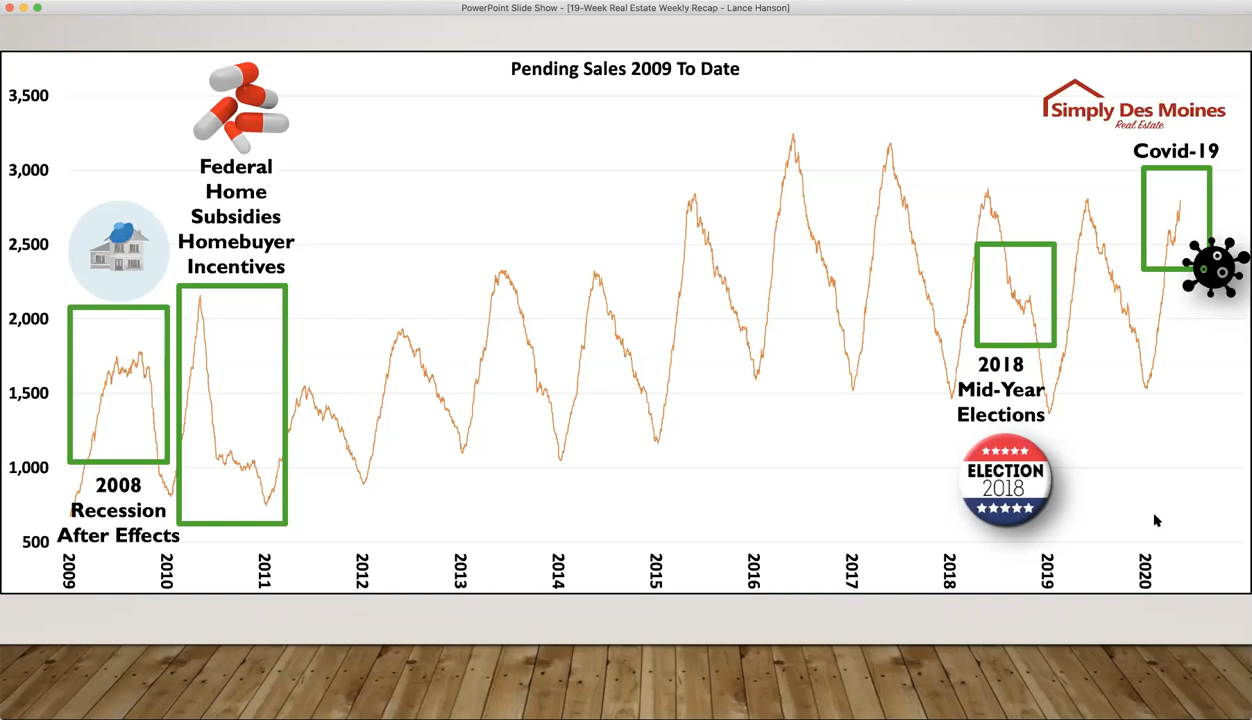 PowerPoint Slide Show - [19-Week Real Estate Weekly Recap - Lance Hanson]
Pending Sales 2009 To Date
Simply Des Moines
Real Estate
Covid-19
3,500
3,000
2,500
2,000
1,500
1,000
500
Federal
Home
Subsidies
Homebuyer
Incentives
2008
Recession
After Effects
2018
Mid-Year
Elections
ELECTION
2018
2009
2010
2011
2012
2013
2014
2015
2016
2017
2018
2019
2020